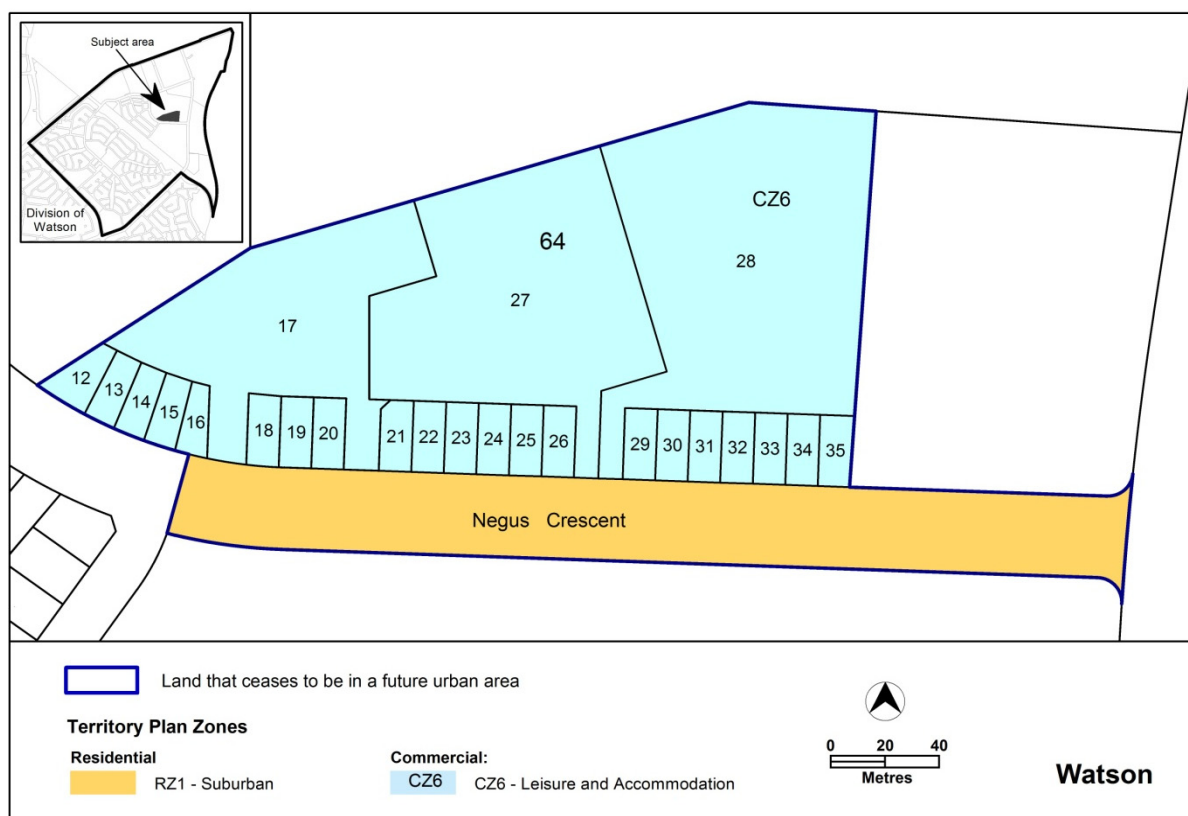 Subject area
Division of
Watson
CZ6
64
28
27
17
12
13
14
15
16
18
19
20
21
22
23
24
25
26
29
30
31
32
33
34
35
Negus Crescent
Land that ceases to be in a future urban area
Territory Plan Zones
Residential
RZ1 - Suburban
Commercial:
CZ6
CZ6 - Leisure and Accommodation
0 20 40
Metres
Watson